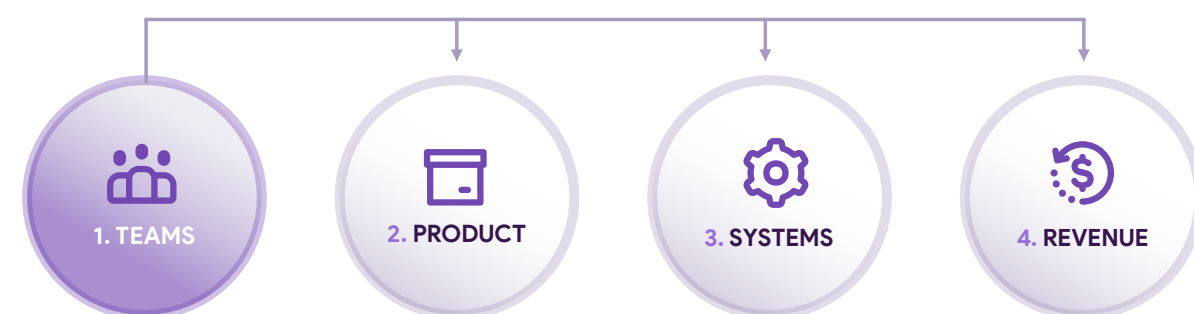 1. TEAMS
2. PRODUCT
3. SYSTEMS
4. REVENUE